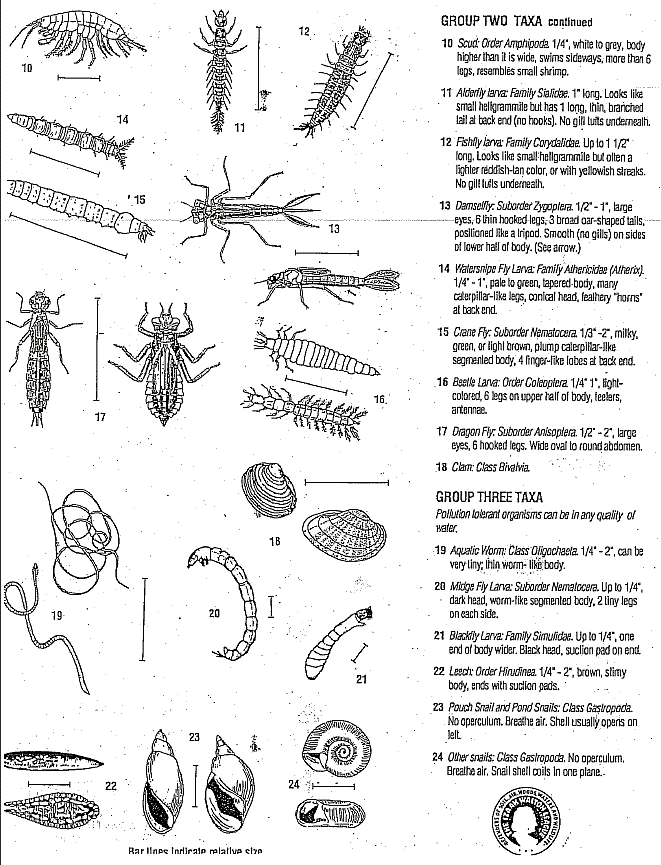 GROUP TWO TAXA continued
10 Scud: Order Amphipoda. 1/4", white to grey, body
higher than it is wide, swims sideways, more than 6
legs, resembles small shrimp.
11 Alderfly larva: Family Sialidae. 1" long. Looks like
small hellgrammite but has 1 long, thin, branched
tail at back end (no hooks). No gill tufts underneath.
12 Fishfly larva: Family Corydalidae. Up to 1 1/2"
long. Looks like small hellgrammite but often a
lighter reddish-tan color, or with yellowish streaks.
No gill tufts underneath.
13 Damselfly: Suborder Zygoptera. 1/2" - 1", large
eyes, 6 thin hooked legs, 3 broad oar-shaped tails,
positioned like a tripod. Smooth (no gills) on sides
of lower half of body. (See arrow.)
14 Watersnipe Fly Larva: Family Athericidae (Atherix).
1/4" - 1", pale to green, tapered body, many
caterpillar-like legs, conical head, feathery "horns"
at back end.
15 Crane Fly: Suborder Nematocera. 1/3" -2", milky,
green, or light brown, plump caterpillar-like
segmented body, 4 finger-like lobes at back end.
16 Beetle Larva: Order Coleoptera. 1/4" 1", light-
colored, 6 legs on upper half of body, feelers,
antennae.
17 Dragon Fly: Suborder Anisoptera. 1/2" - 2", large
eyes, 6 hooked legs. Wide oval to round abdomen.
18 Clam: Class Bivalvia.
GROUP THREE TAXA
Pollution tolerant organisms can be in any quality of
water.
19 Aquatic Worm: Class Oligochaeta. 1/4" - 2", can be
very tiny; thin worm-like body.
20 Midge Fly Larva: Suborder Nematocera. Up to 1/4",
dark head, worm-like segmented body, 2 tiny legs
on each side.
21 Blackfly Larva: Family Simulidae. Up to 1/4", one
end of body wider. Black head, suction pad on end.
22 Leech: Order Hirudinea. 1/4" - 2", brown, slimy
body, ends with suction pads.
23 Pouch Snail and Pond Snails: Class Gastropoda.
No operculum. Breathe air. Shell usually opens on
left.
24 Other snails: Class Gastropoda. No operculum.
Breathe air. Snail shell coils in one plane.
10
11
12
14
15
13
17
16
18
19
20
21
22
23
24
Bar lines indicate relative size